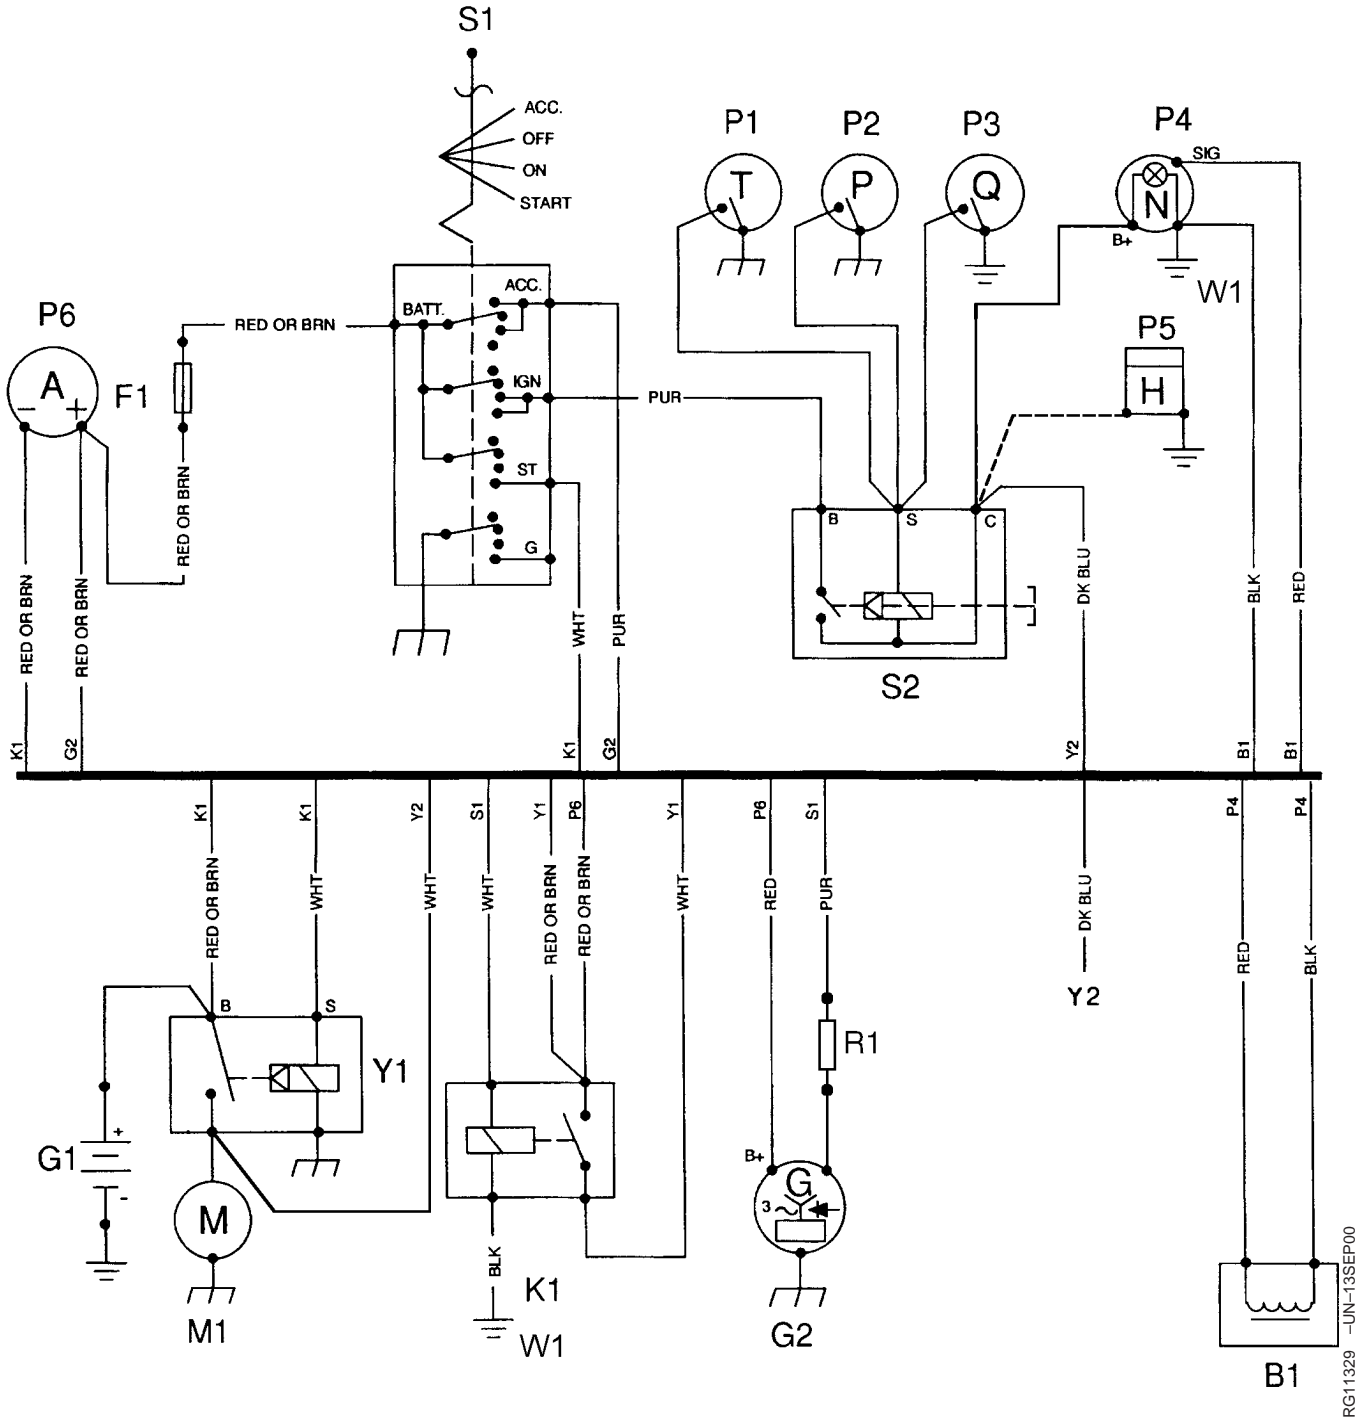 S1
ACC.
OFF
ON
START
P1
P2
P3
P4
T
P
Q
N
SIG
B+
W1
P6
A
F1
RED OR BRN
BATT.
ACC.
IGN
ST
G
PUR
P5
H
RED OR BRN
B
S
C
S2
RED OR BRN
RED OR BRN
WHT
PUR
DK BLU
BLK
RED
K1
G2
K1
G2
Y2
B1
B1
K1
K1
Y2
S1
Y1
P6
Y1
P6
S1
P4
P4
RED OR BRN
WHT
WHT
WHT
RED OR BRN
RED OR BRN
WHT
RED
PUR
DK BLU
RED
BLK
Y2
B
S
Y1
R1
+
G1
-
M
M1
BLK
K1
W1
B+
G
3
G2
B1
RG11329 –UN–13SEP00